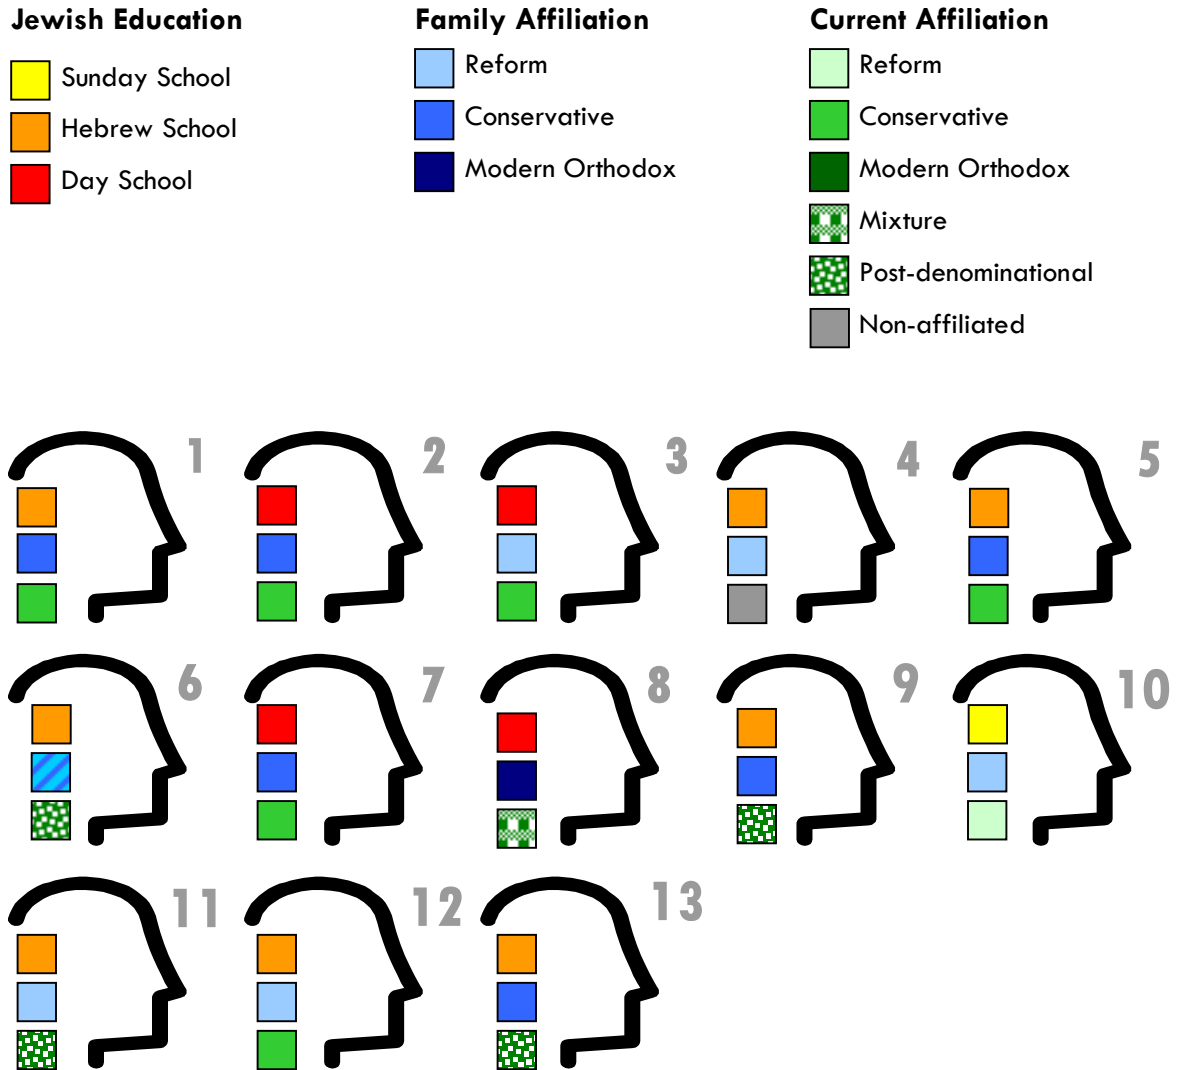 Jewish Education
Sunday School
Hebrew School
Day School
Family Affiliation
Reform
Conservative
Modern Orthodox
Current Affiliation
Reform
Conservative
Modern Orthodox
Mixture
Post-denominational
Non-affiliated
1 2 3 4 5
6 7 8 9 10
11 12 13